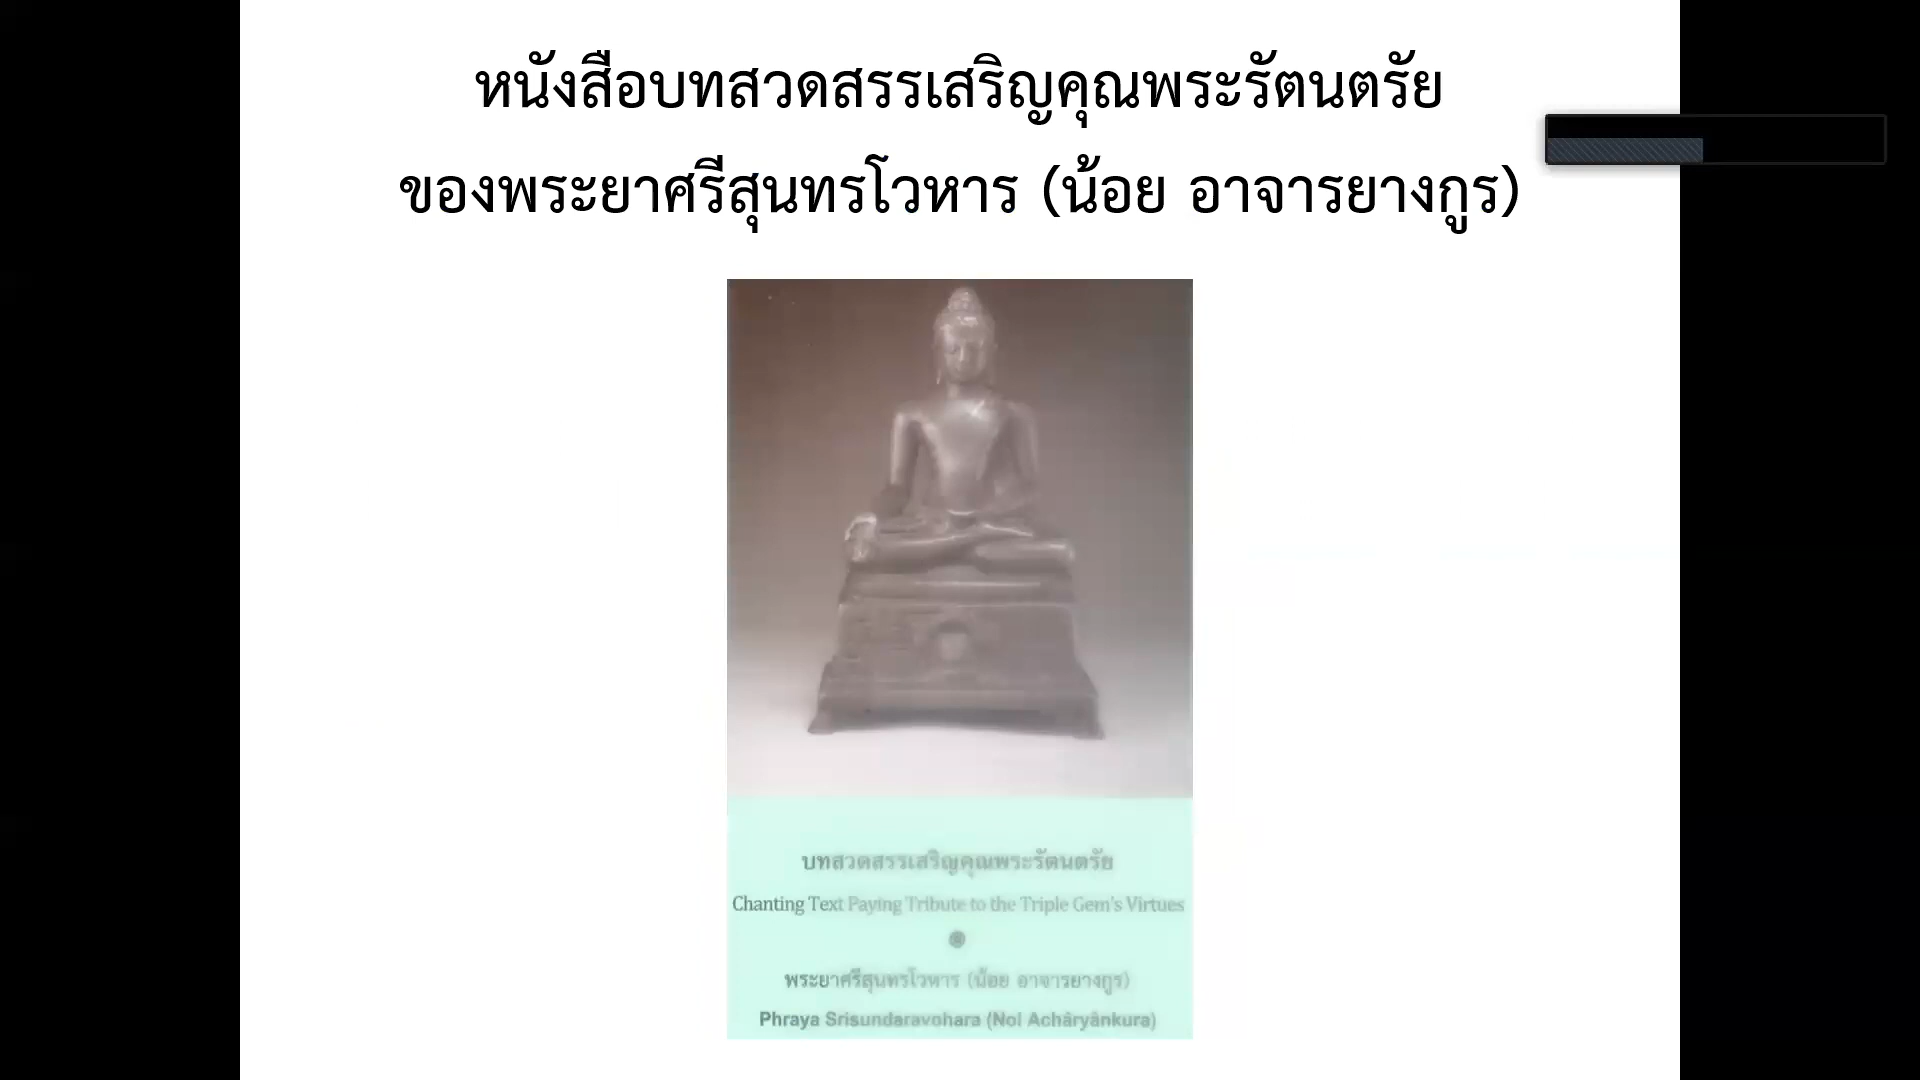 หนังสือบทสวดสรรเสริญคุณพระรัตนตรัย
ของพระยาศรีสุนทรโวหาร (น้อย อาจารยางกูร)
บทสวดสรรเสริญคุณพระรัตนตรัย
Chanting Text Paying Tribute to the Triple Gem's Virtues
พระยาศรีสุนทรโวหาร (น้อย อาจารยางกูร)
Phraya Srisundaravohara (Noi Achâryânkura)